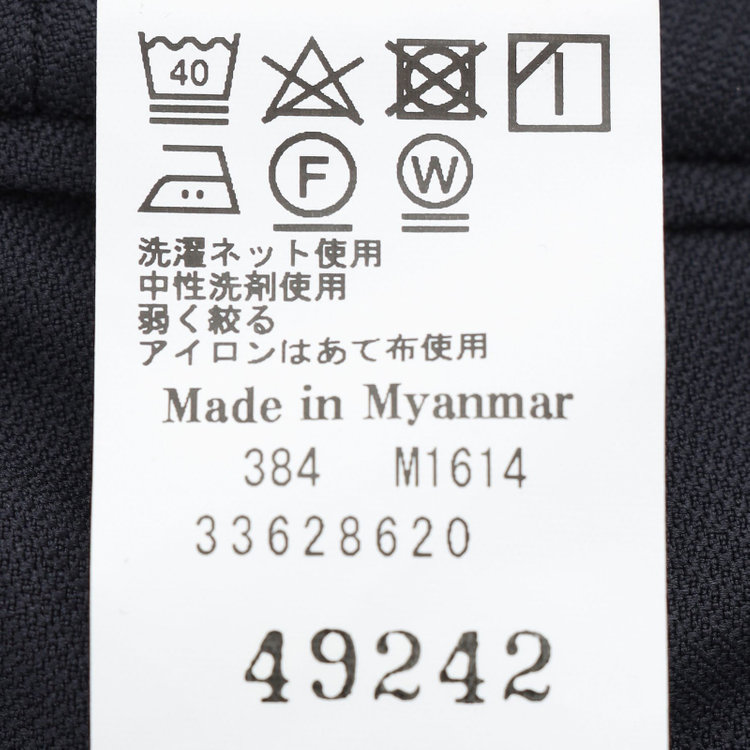 40
F W
洗濯ネット使用
中性洗剤使用
弱く絞る
アイロンはあて布使用
Made in Myanmar
384 M1614
33628620
49242